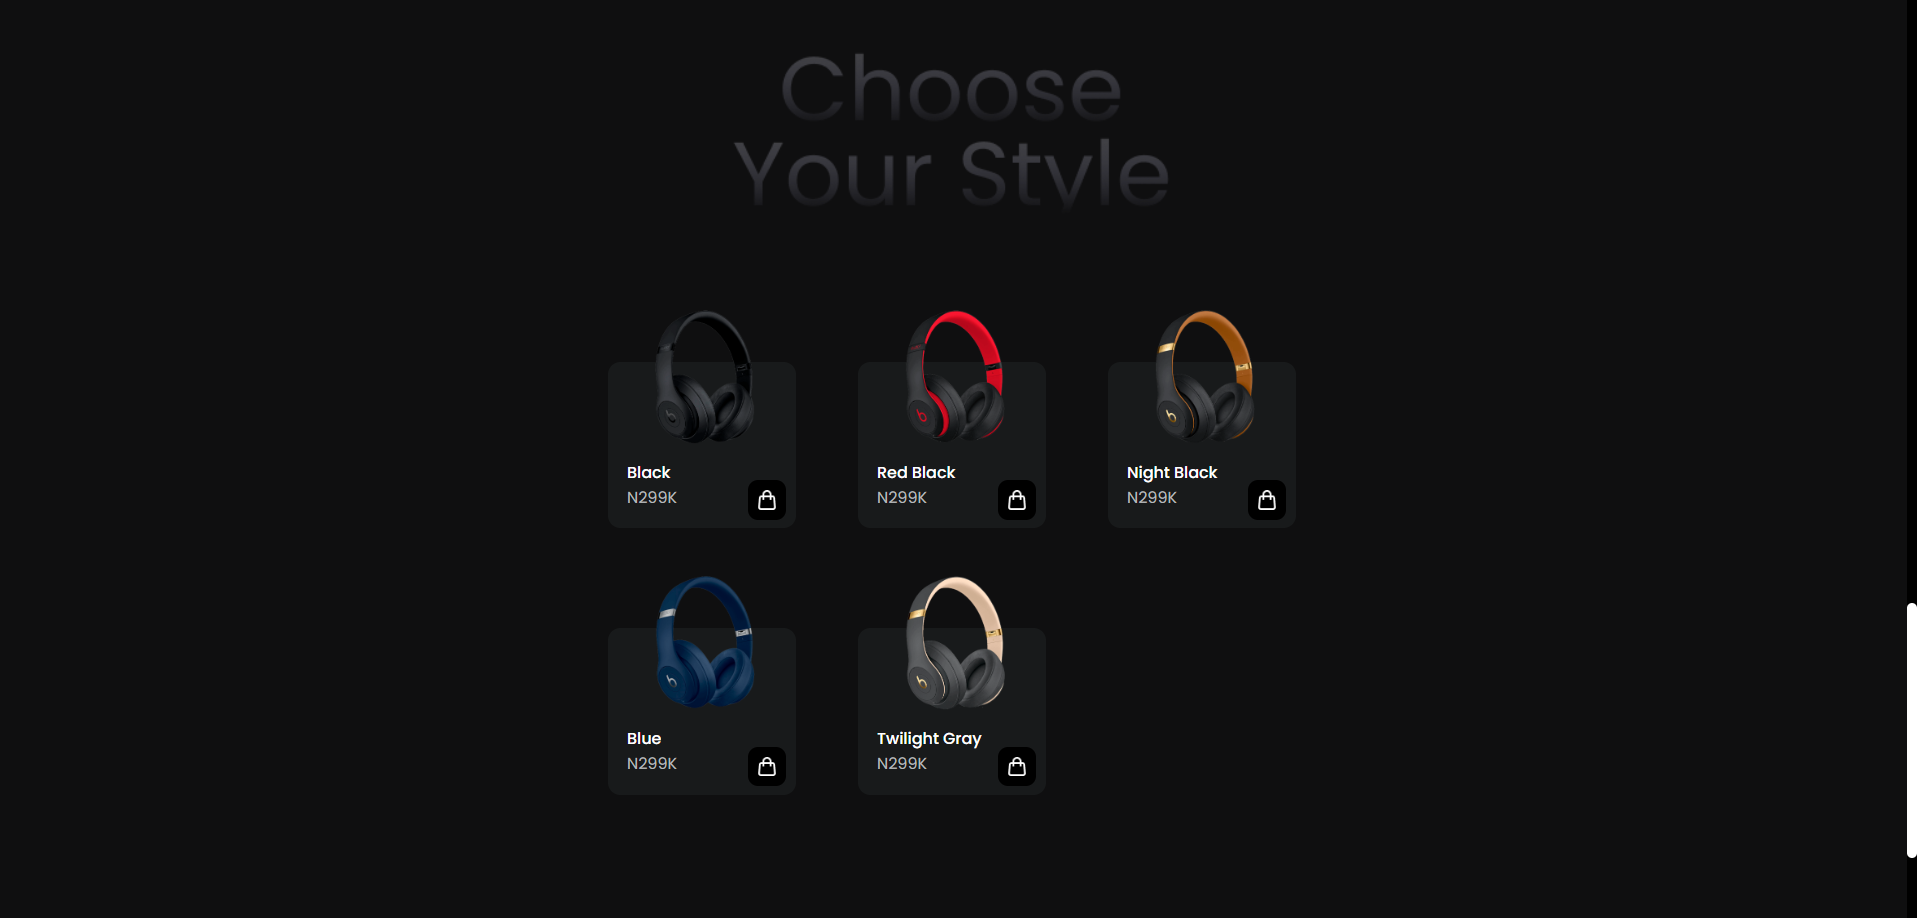 Choose
Your Style
Black
N299K
Red Black
N299K
Night Black
N299K
Blue
N299K
Twilight Gray
N299K